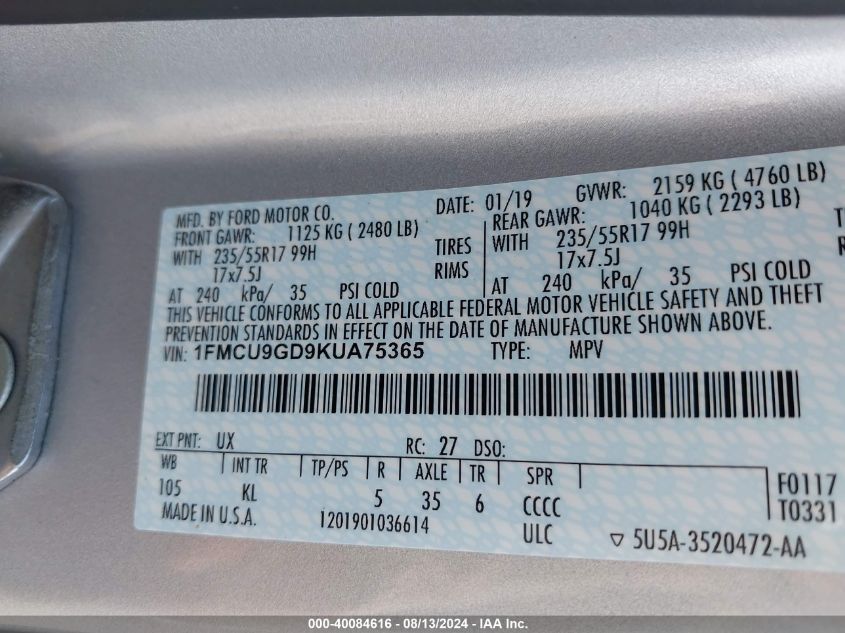 MFD. BY FORD MOTOR CO. DATE: 01/19 GVWR: 2159 KG ( 4760 LB)
FRONT GAWR: 1125 KG ( 2480 LB) REAR GAWR: 1040 KG ( 2293 LB)
WITH 235/55R17 99H TIRES WITH 235/55R17 99H
17x7.5J RIMS 17x7.5J
AT 240 kPa/ 35 PSI COLD AT 240 kPa/ 35 PSI COLD
THIS VEHICLE CONFORMS TO ALL APPLICABLE FEDERAL MOTOR VEHICLE SAFETY AND THEFT
PREVENTION STANDARDS IN EFFECT ON THE DATE OF MANUFACTURE SHOWN ABOVE.
VIN: 1FMCU9GD9KUA75365 TYPE: MPV
EXT PNT: UX RC: 27 DSO:
WB INT TR TP/PS R AXLE TR SPR
105 KL 5 35 6 CCCC F0117
MADE IN U.S.A. 1201901036614 ULC T0331
5U5A-3520472-AA
000-40084616 - 08/13/2024 - IAA Inc.